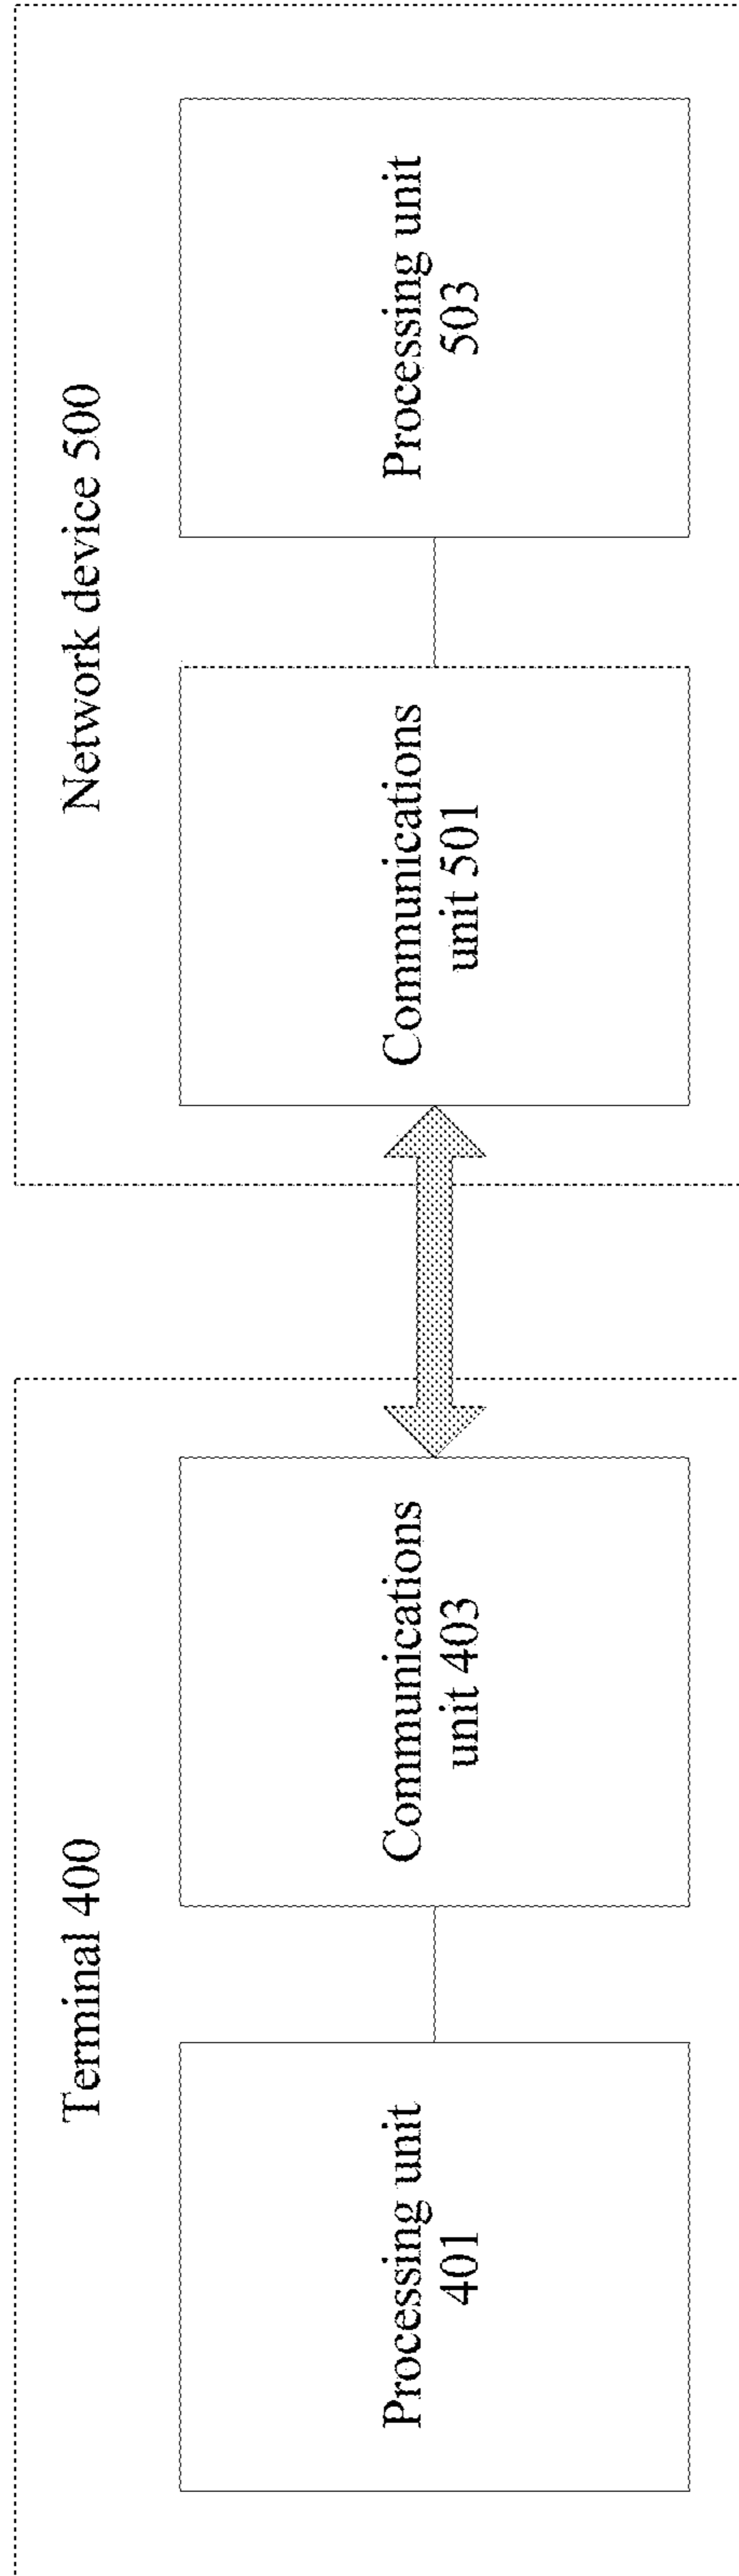 Terminal 400
Processing unit
401
Communications
unit 403
Network device 500
Communications
unit 501
Processing unit
503